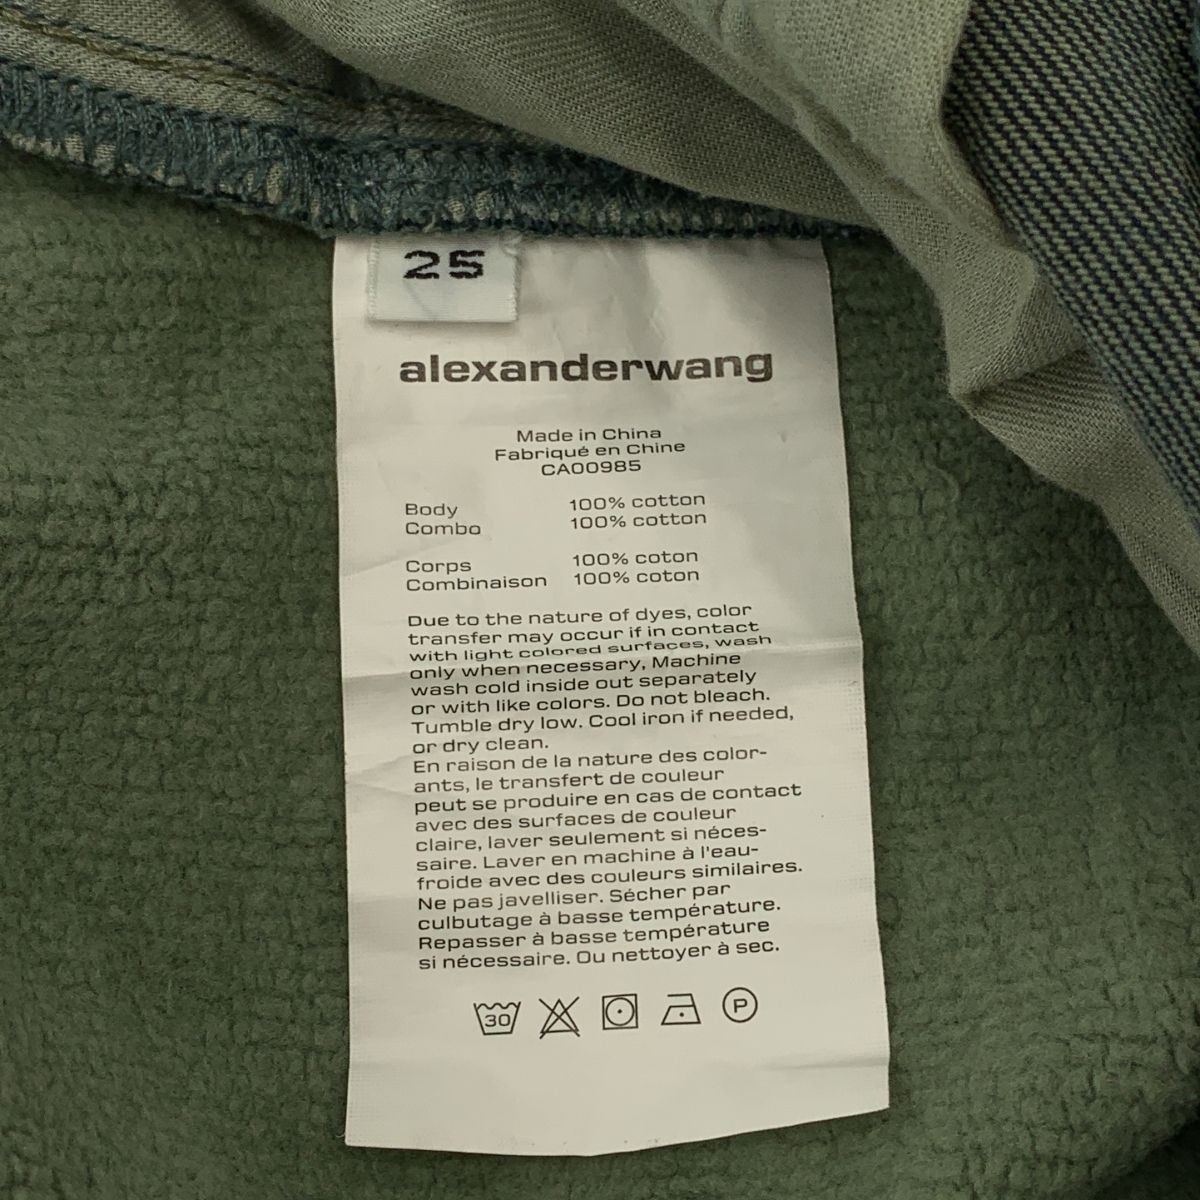 25
alexanderwang
Made in China
Fabriqué en Chine
CA00985
Body 100% cotton
Combo 100% cotton
Corps 100% coton
Combinaison 100% coton
Due to the nature of dyes, color
transfer may occur if in contact
with light colored surfaces, wash
only when necessary, Machine
wash cold inside out separately
or with like colors. Do not bleach.
Tumble dry low. Cool iron if needed,
or dry clean.
En raison de la nature des color-
ants, le transfert de couleur
peut se produire en cas de contact
avec des surfaces de couleur
claire, laver seulement si néces-
saire. Laver en machine à l'eau-
froide avec des couleurs similaires.
Ne pas javelliser. Sécher par
culbutage à basse température.
Repasser à basse température
si nécessaire. Ou nettoyer à sec.
30 P